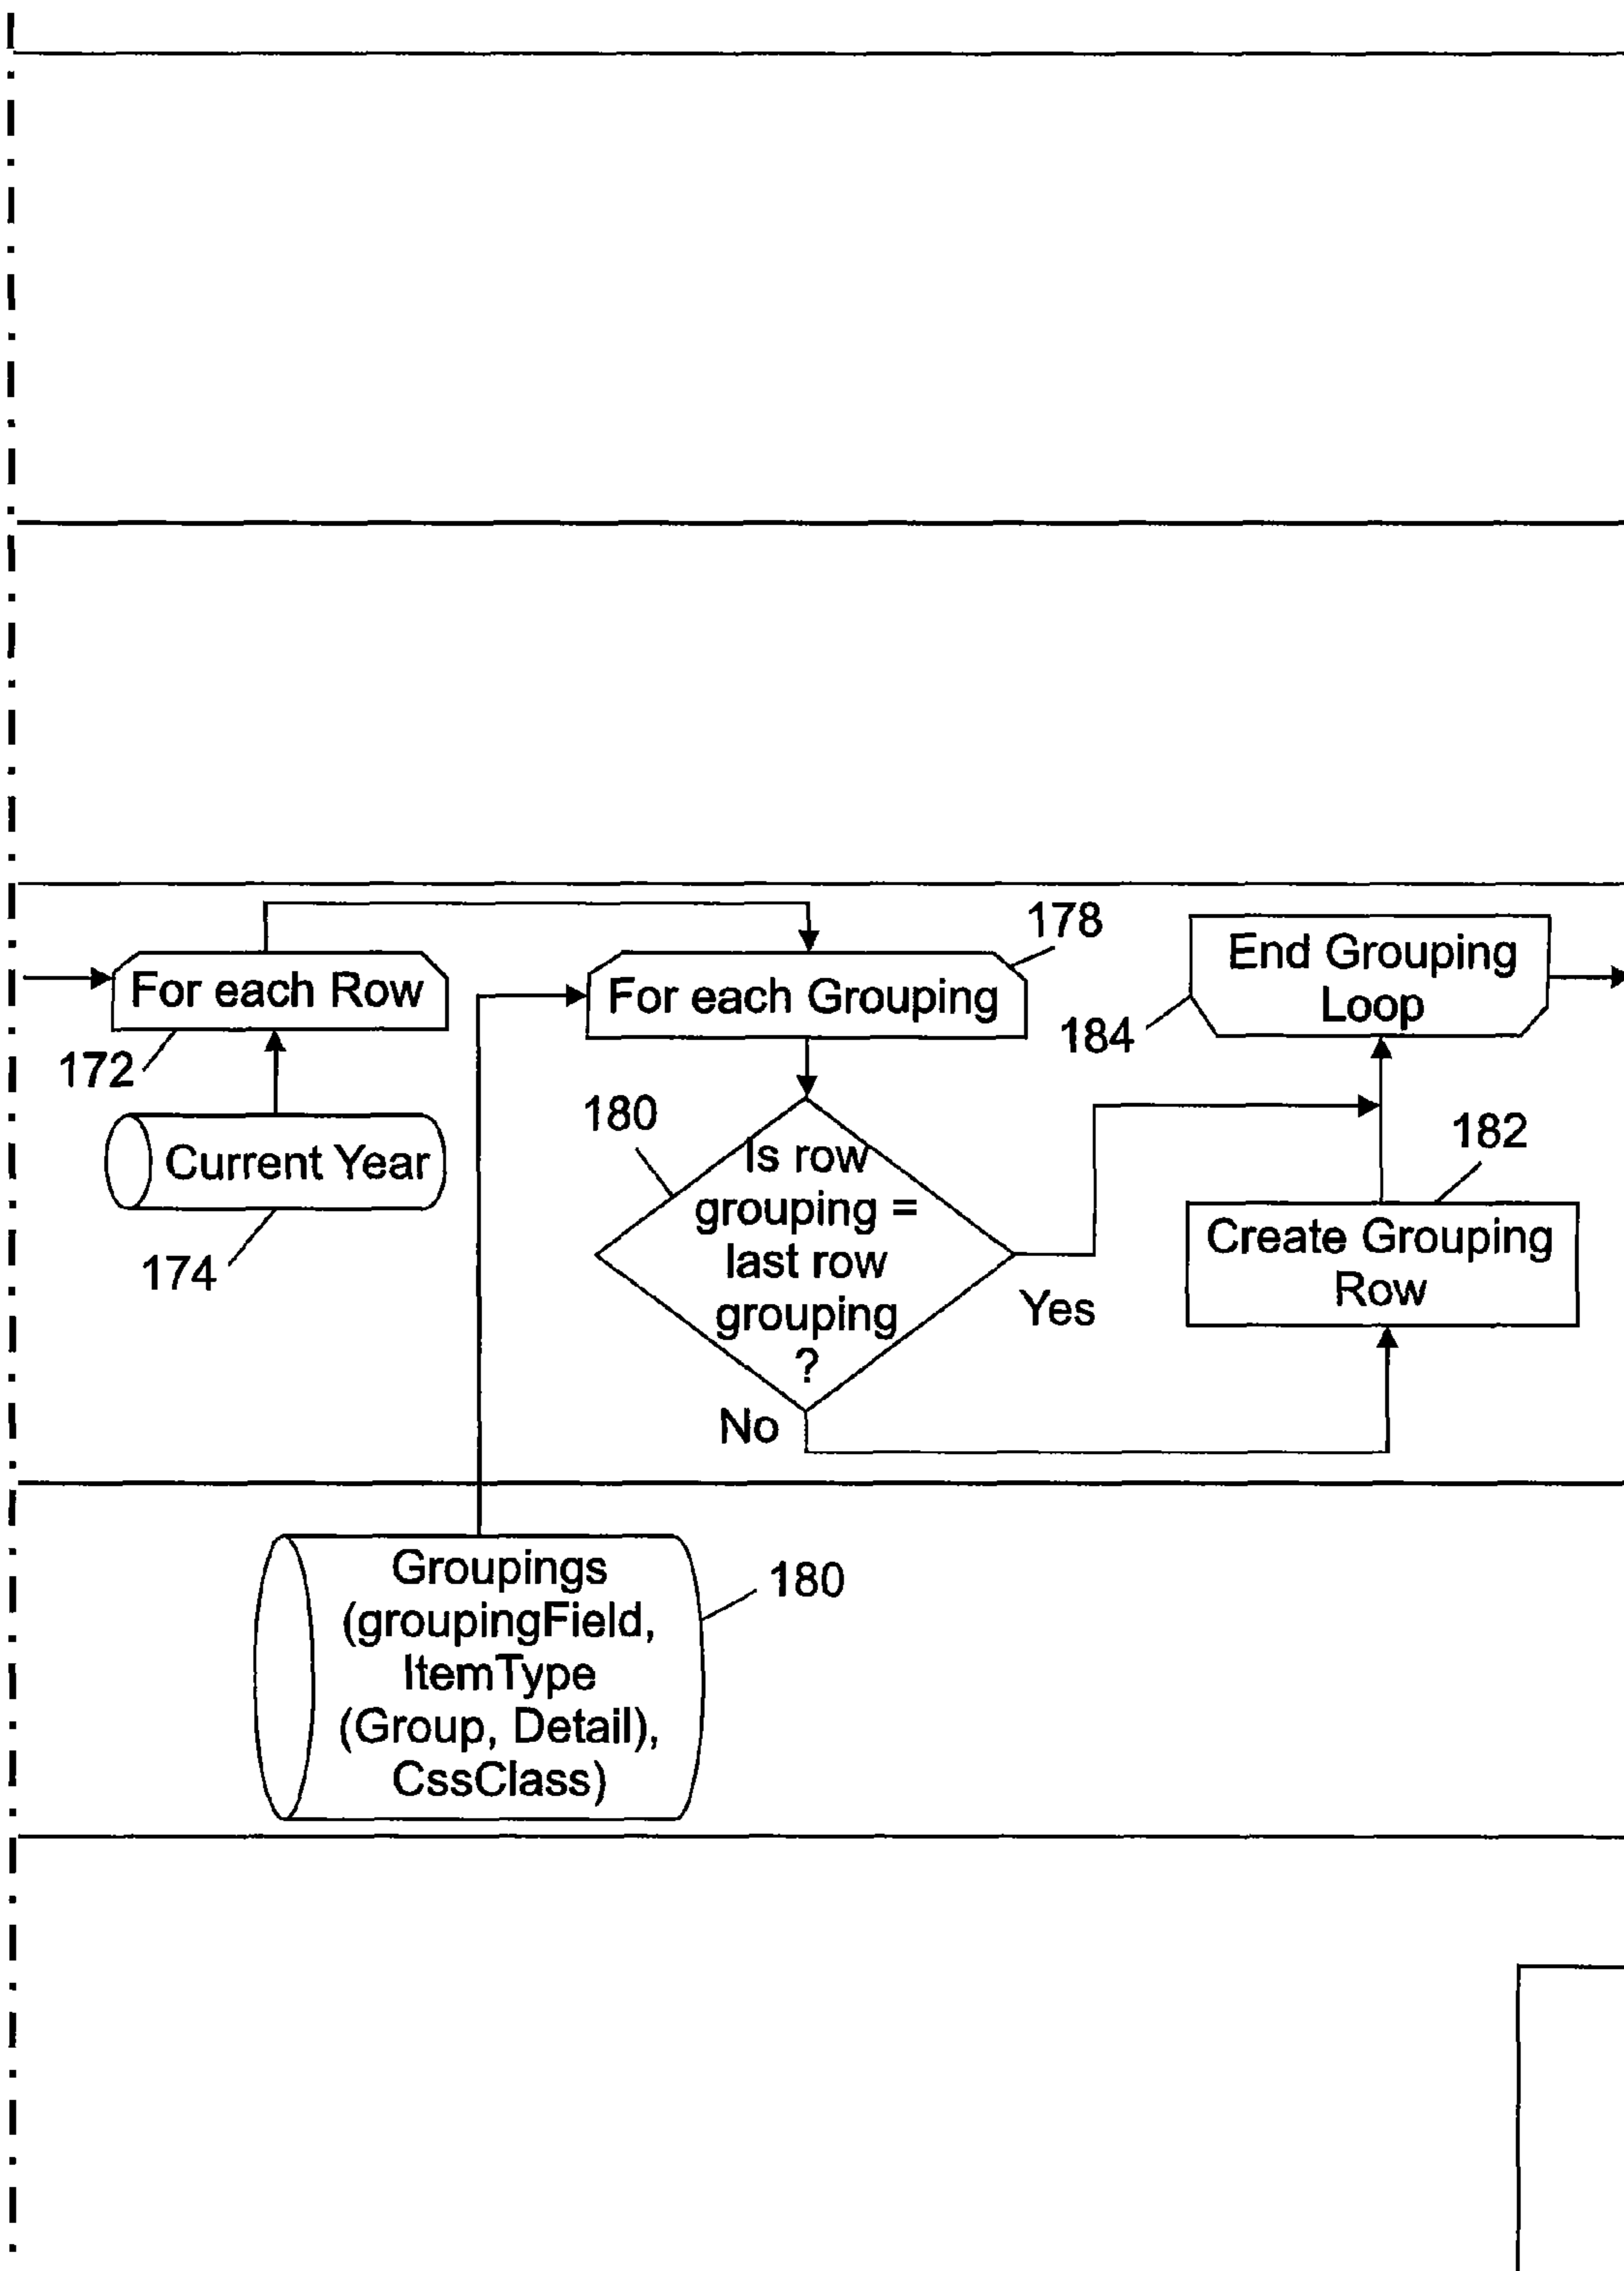 178
For each Row
For each Grouping
End Grouping
Loop
184
172
180
Current Year
Is row
grouping =
last row
grouping
?
182
Create Grouping
Row
174
Yes
No
Groupings
(groupingField,
ItemType
(Group, Detail),
CssClass)
180